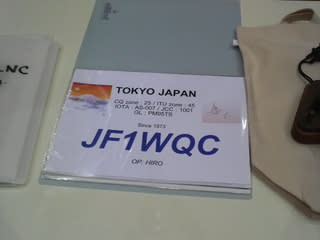 LNC
TOKYO JAPAN
CQ zone : 25 / ITU zone : 45
IOTA : AS-007 / JCC : 1001
GL : PM95TS
Since 1973
JF1WQC
OP: HIRO